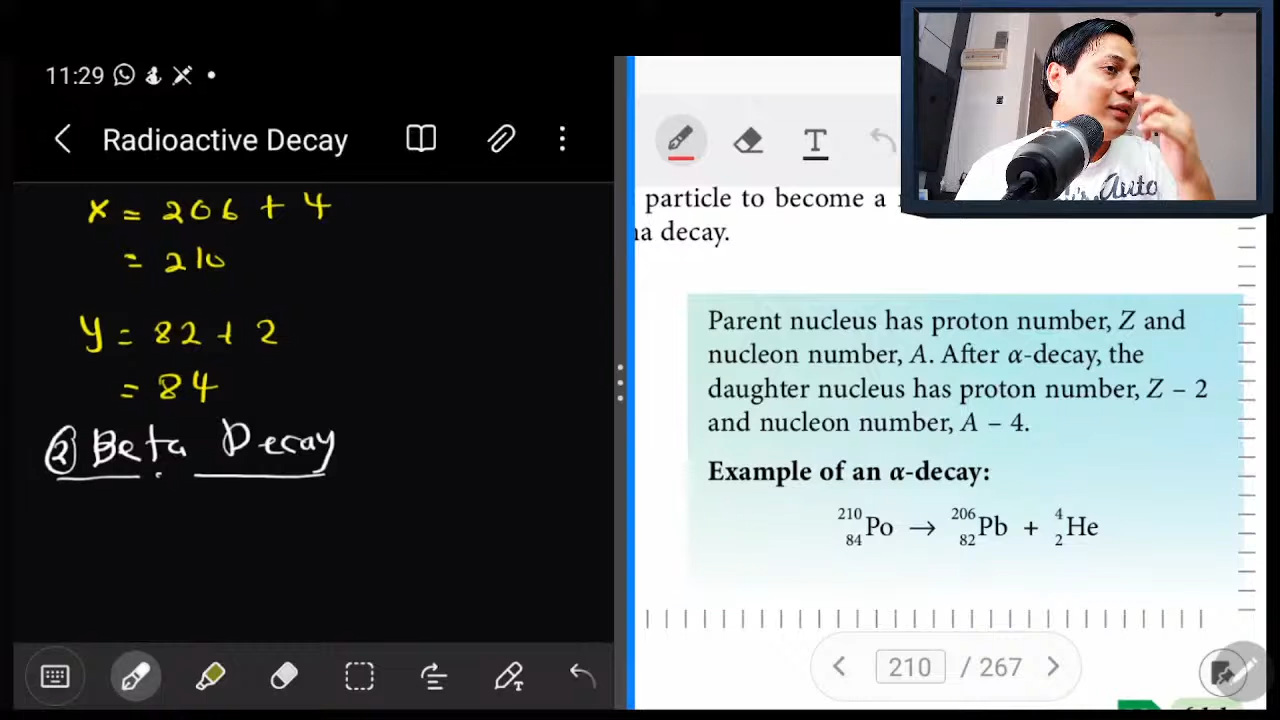 11:29
Radioactive Decay
x = 206 + 4
= 210
y = 82 + 2
= 84
② Beta Decay
T
particle to become a
na decay.
Parent nucleus has proton number, Z and
nucleon number, A. After α-decay, the
daughter nucleus has proton number, Z – 2
and nucleon number, A – 4.
Example of an α-decay:
²¹⁰₈₄Po → ²⁰⁶₈₂Pb + ⁴₂He
210 / 267
Auto